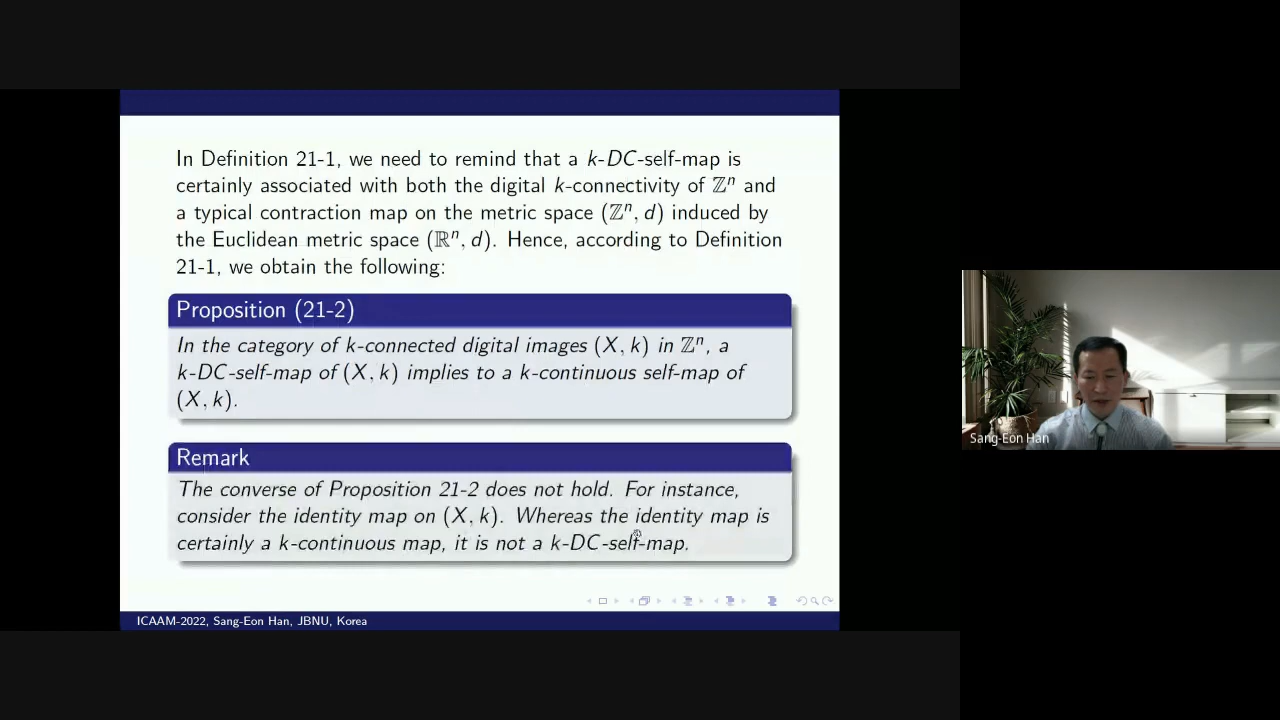 In Definition 21-1, we need to remind that a k-DC-self-map is
certainly associated with both the digital k-connectivity of ℤⁿ and
a typical contraction map on the metric space (ℤⁿ, d) induced by
the Euclidean metric space (ℝⁿ, d). Hence, according to Definition
21-1, we obtain the following:
Proposition (21-2)
In the category of k-connected digital images (X, k) in ℤⁿ, a
k-DC-self-map of (X, k) implies to a k-continuous self-map of
(X, k).
Remark
The converse of Proposition 21-2 does not hold. For instance,
consider the identity map on (X, k). Whereas the identity map is
certainly a k-continuous map, it is not a k-DC-self-map.
ICAAM-2022, Sang-Eon Han, JBNU, Korea
Sang-Eon Han